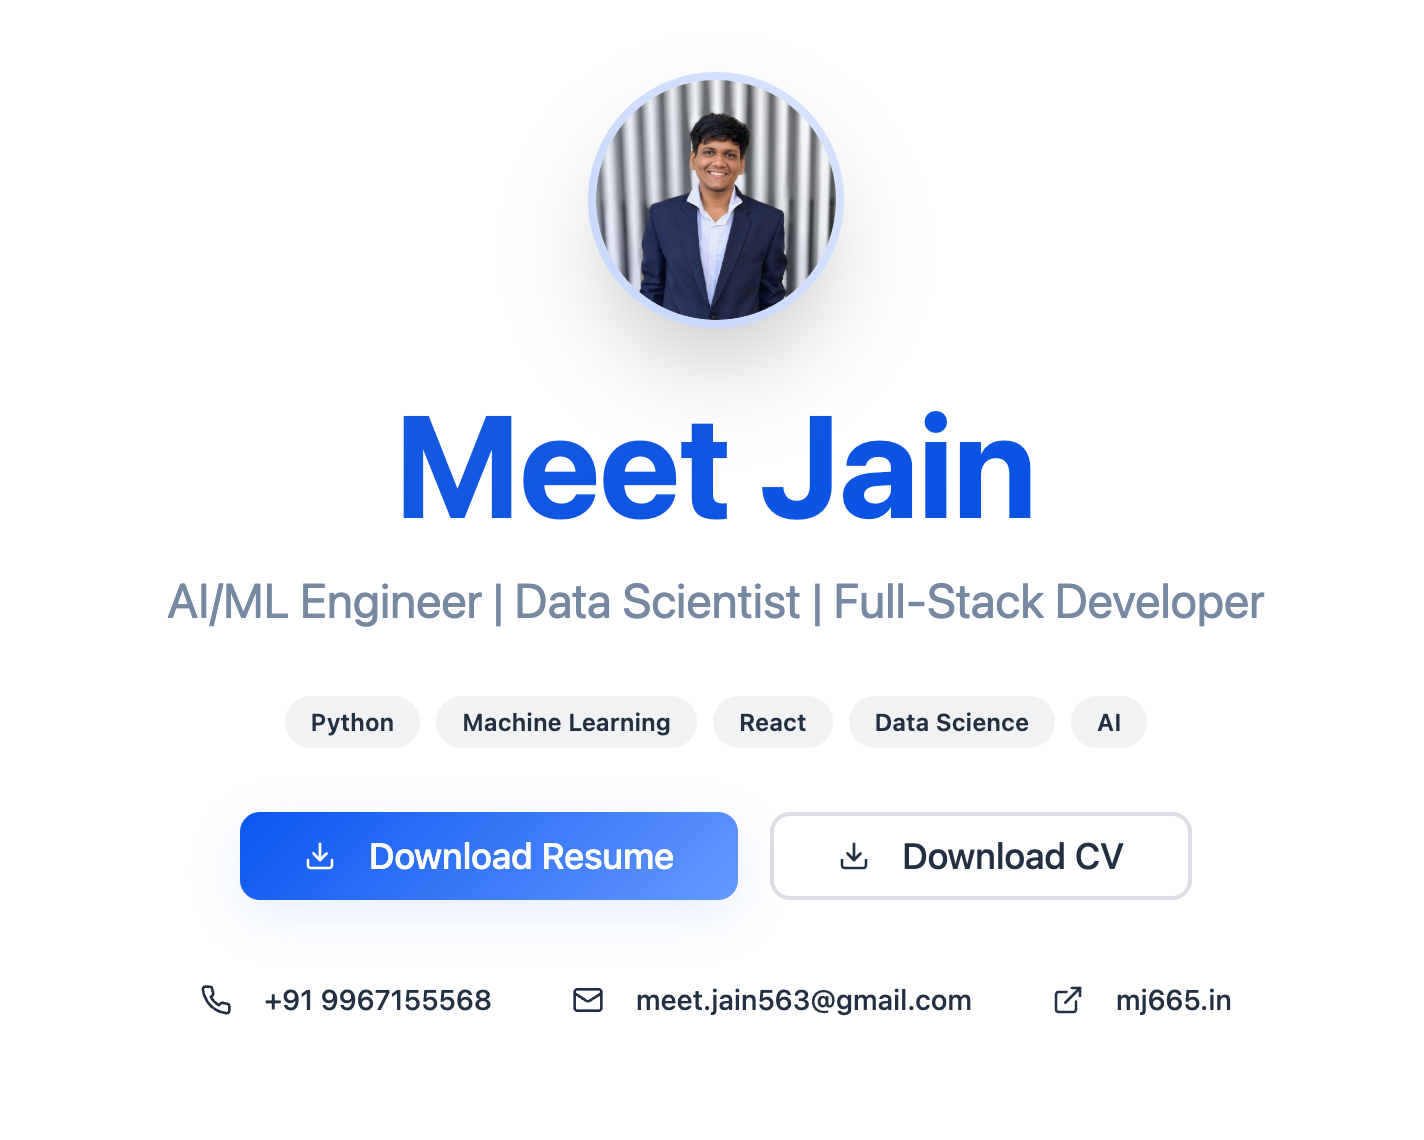 Meet Jain
AI/ML Engineer | Data Scientist | Full-Stack Developer
Python Machine Learning React Data Science AI
Download Resume Download CV
+91 9967155568 meet.jain563@gmail.com mj665.in